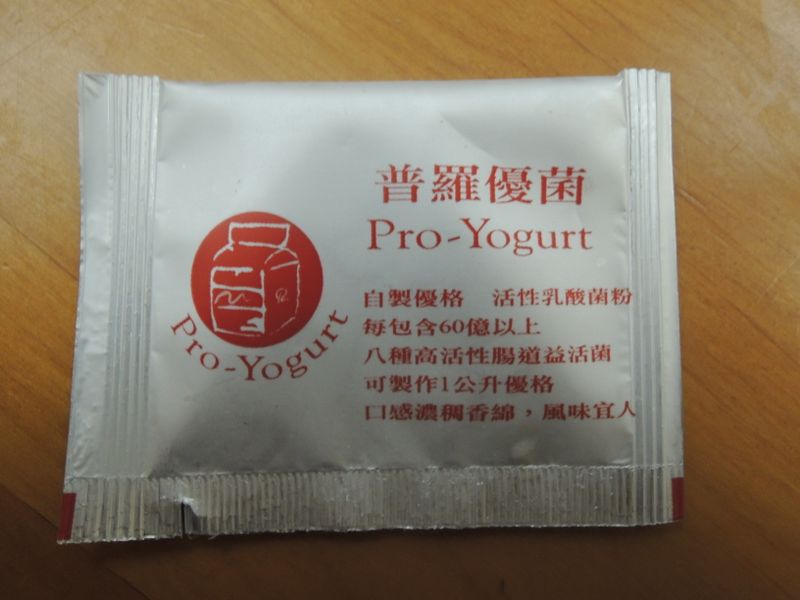 普羅優菌
Pro-Yogurt
Pro-Yogurt
自製優格 活性乳酸菌粉
每包含60億以上
八種高活性腸道益活菌
可製作1公升優格
口感濃稠香綿，風味宜人